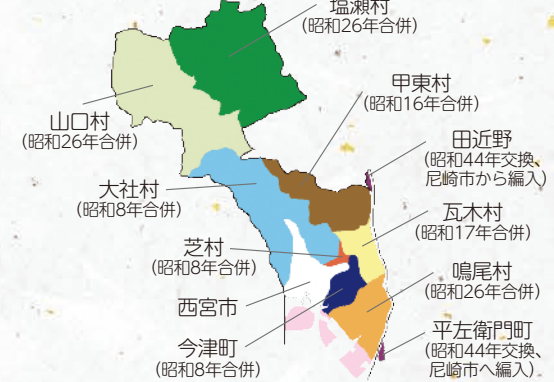 塩瀬村
(昭和26年合併)
甲東村
(昭和16年合併)
山口村
(昭和26年合併)
田近野
(昭和44年交換、
尼崎市から編入)
大社村
(昭和8年合併)
瓦木村
(昭和17年合併)
芝村
(昭和8年合併)
鳴尾村
(昭和26年合併)
西宮市
今津町
(昭和8年合併)
平左衛門町
(昭和44年交換、
尼崎市へ編入)